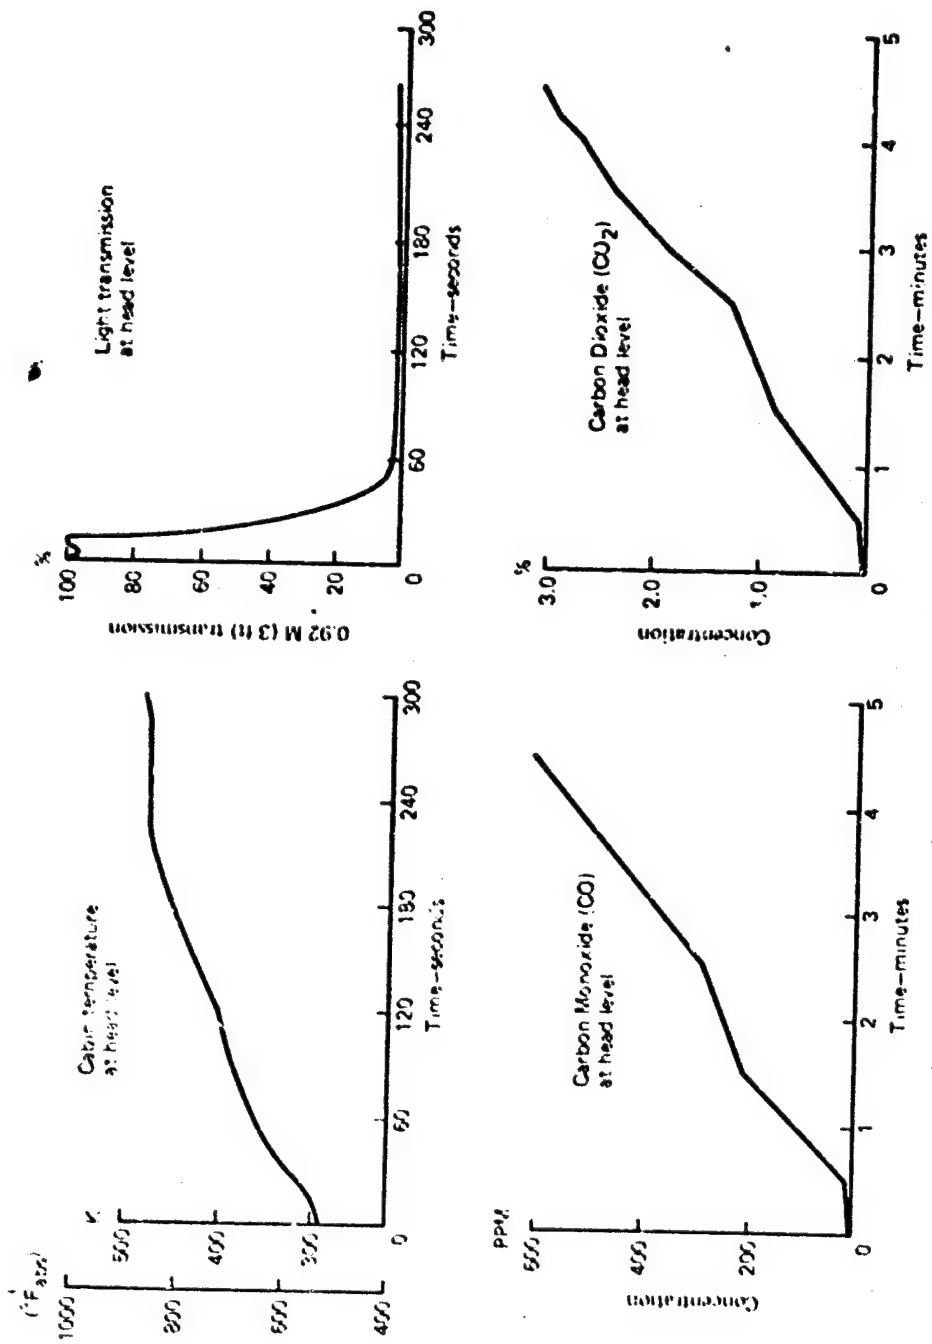 (°F abs)
K
1000
800
600
400
500
400
300
0
60
120
180
240
300
Time–seconds
Cabin temperature
at head level
%
100
80
60
40
20
0
0.92 M (3 ft) transmission
60
120
180
240
300
Time–seconds
Light transmission
at head level
PPM
600
400
200
0
Concentration
1
2
3
4
5
Time–minutes
Carbon Monoxide (CO)
at head level
%
3.0
2.0
1.0
0
Concentration
1
2
3
4
5
Time–minutes
Carbon Dioxide (CO2)
at head level